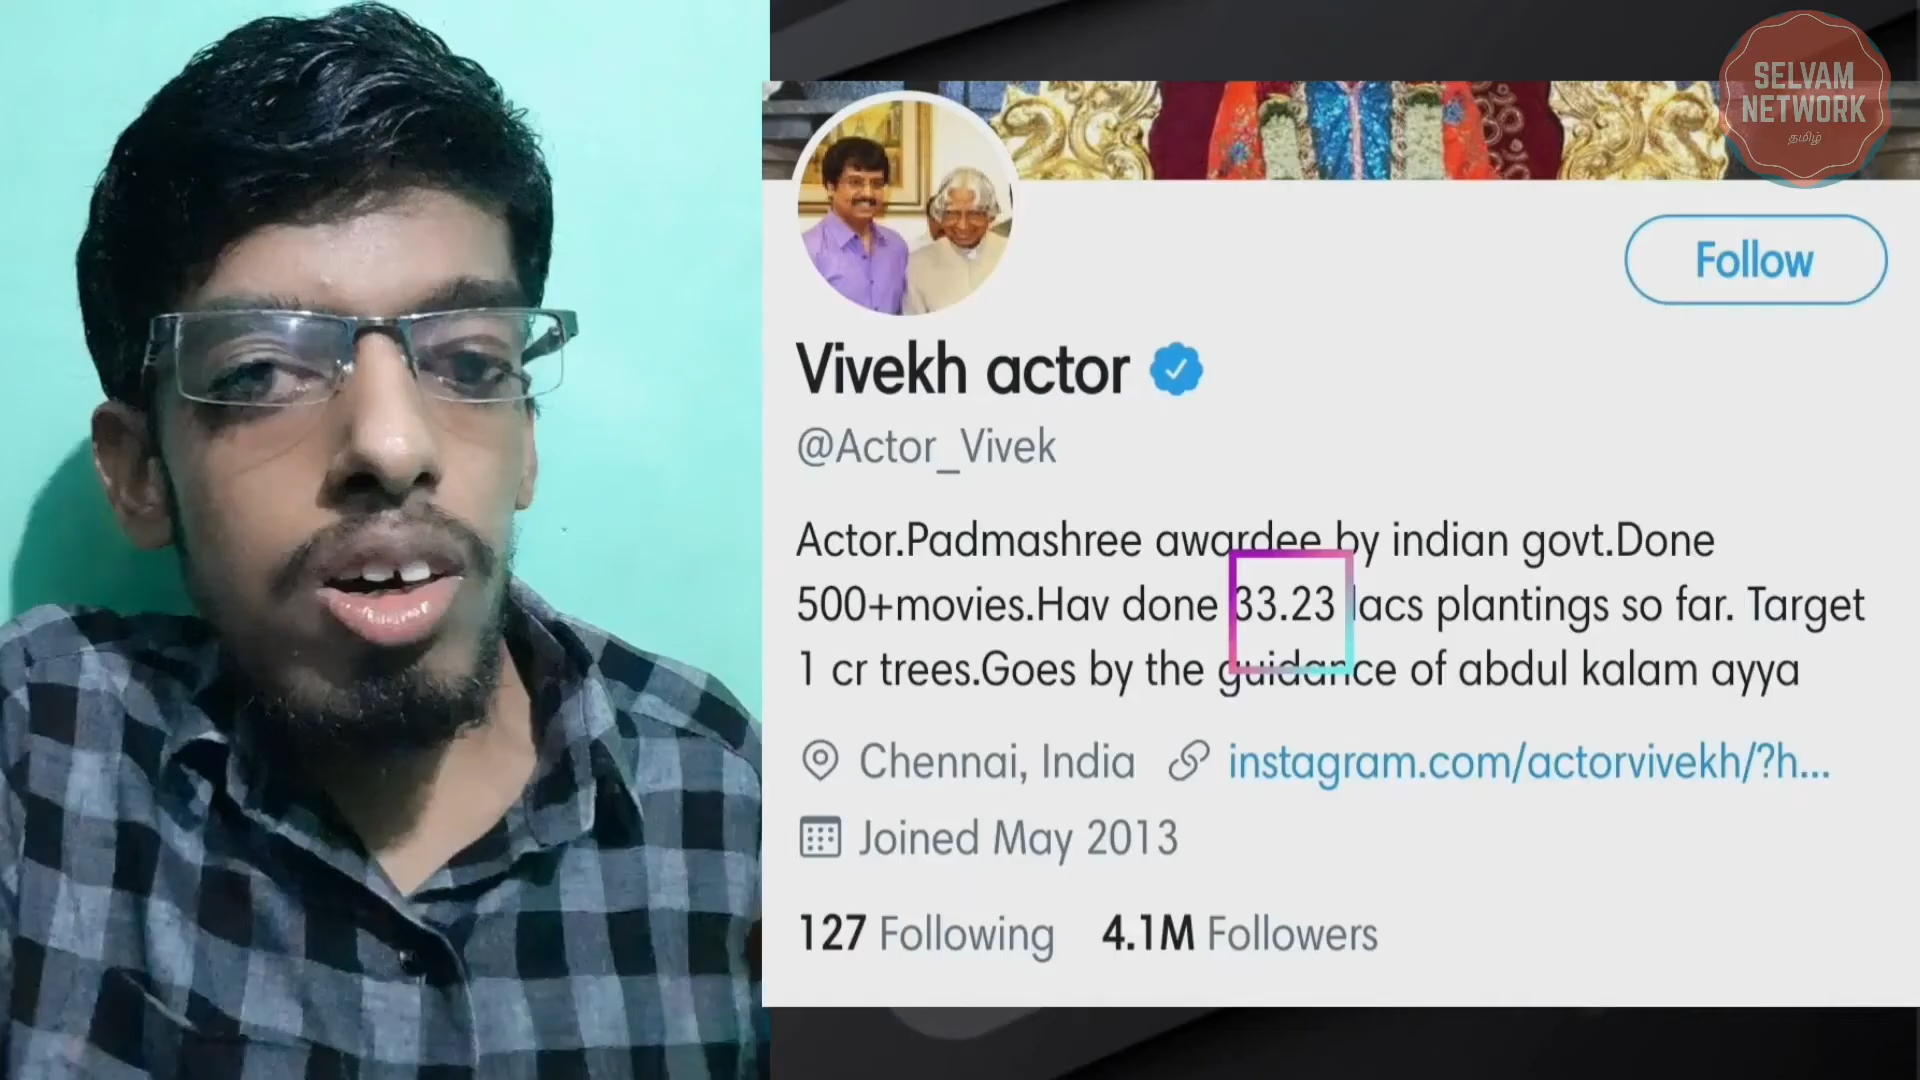 SELVAM
NETWORK
தமிழ்
Follow
Vivekh actor
@Actor_Vivek
Actor.Padmashree awardee by indian govt.Done
500+movies.Hav done 33.23 lacs plantings so far. Target
1 cr trees.Goes by the guidance of abdul kalam ayya
Chennai, India instagram.com/actorvivekh/?h...
Joined May 2013
127 Following 4.1M Followers